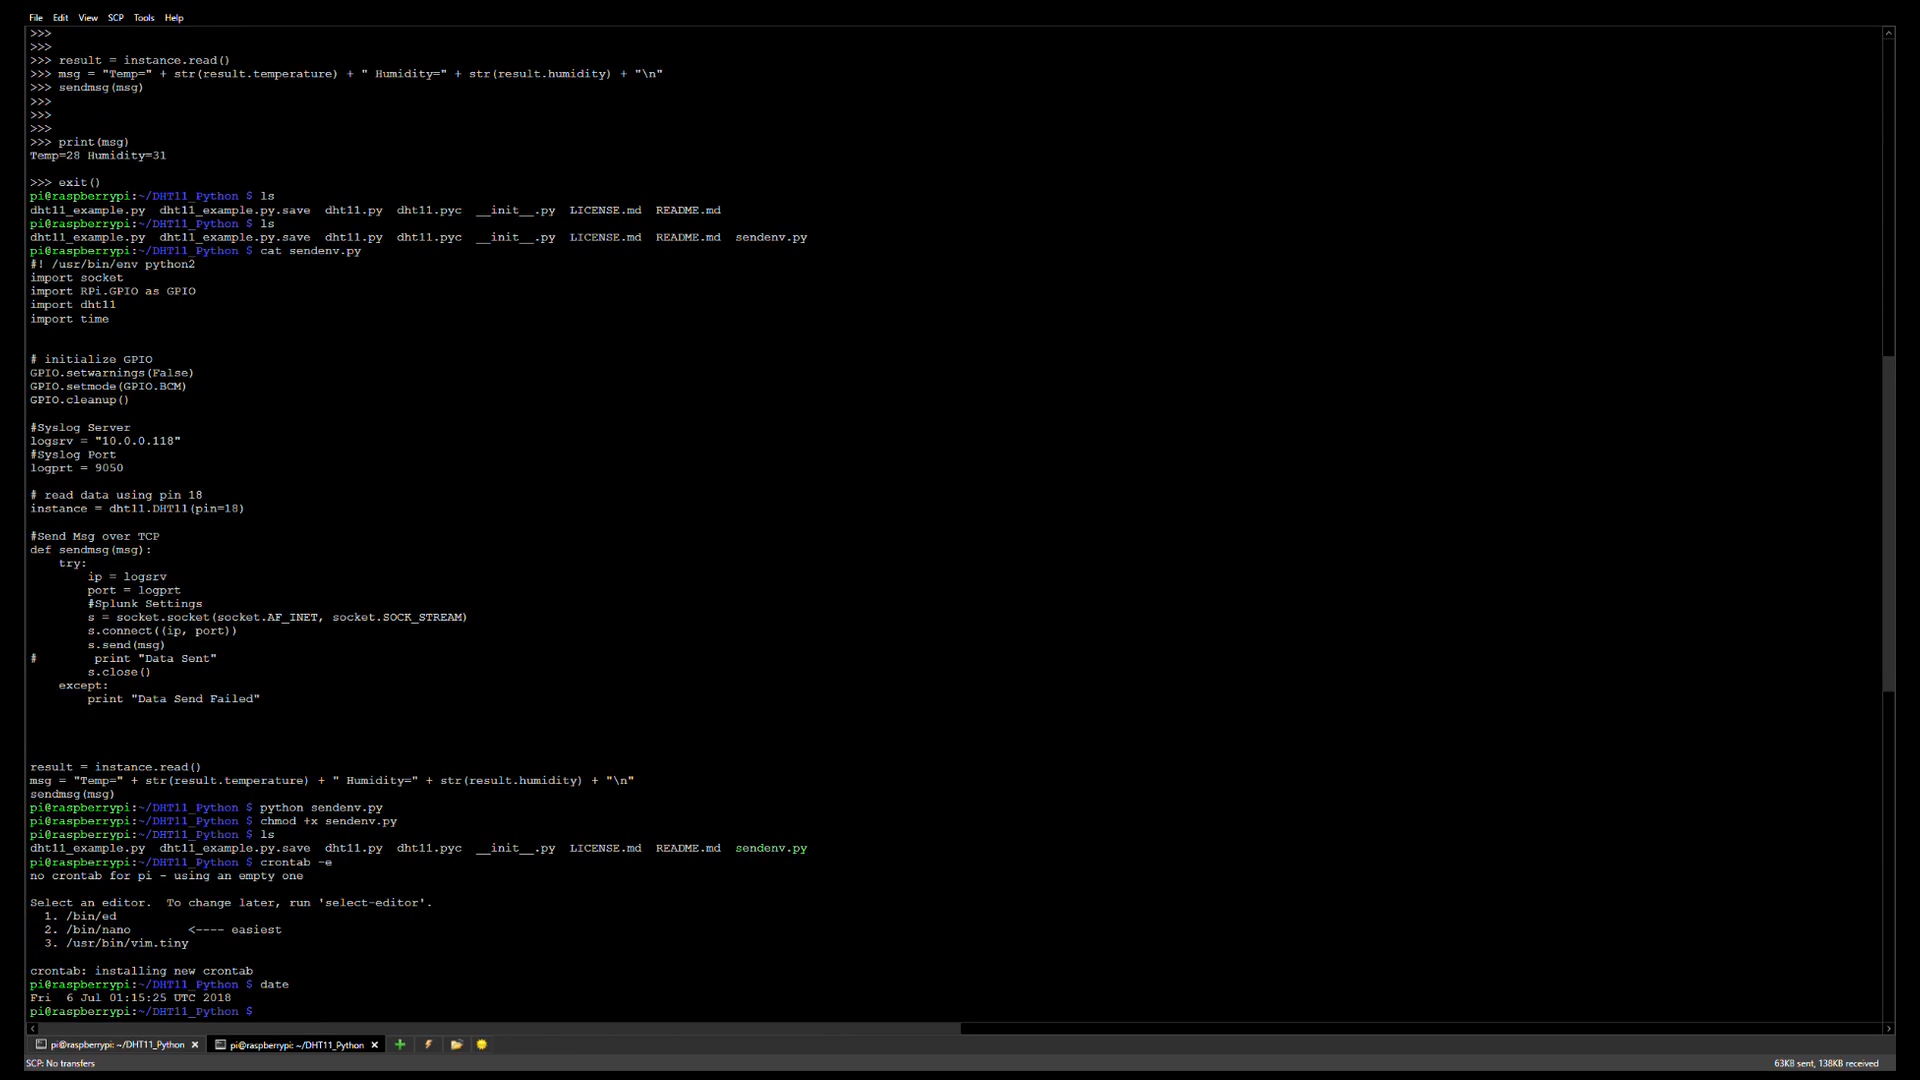 File Edit View SCP Tools Help
>>>
>>>
>>> result = instance.read()
>>> msg = "Temp=" + str(result.temperature) + " Humidity=" + str(result.humidity) + "\n"
>>> sendmsg(msg)
>>>
>>>
>>>
>>> print(msg)
Temp=28 Humidity=31
>>> exit()
pi@raspberrypi:~/DHT11_Python $ ls
dht11_example.py dht11_example.py.save dht11.py dht11.pyc __init__.py LICENSE.md README.md
pi@raspberrypi:~/DHT11_Python $ ls
dht11_example.py dht11_example.py.save dht11.py dht11.pyc __init__.py LICENSE.md README.md sendenv.py
pi@raspberrypi:~/DHT11_Python $ cat sendenv.py
#! /usr/bin/env python2
import socket
import RPi.GPIO as GPIO
import dht11
import time
# initialize GPIO
GPIO.setwarnings(False)
GPIO.setmode(GPIO.BCM)
GPIO.cleanup()
#Syslog Server
logsrv = "10.0.0.118"
#Syslog Port
logprt = 9050
# read data using pin 18
instance = dht11.DHT11(pin=18)
#Send Msg over TCP
def sendmsg(msg):
    try:
        ip = logsrv
        port = logprt
        #Splunk Settings
        s = socket.socket(socket.AF_INET, socket.SOCK_STREAM)
        s.connect((ip, port))
        s.send(msg)
#        print "Data Sent"
        s.close()
    except:
        print "Data Send Failed"
result = instance.read()
msg = "Temp=" + str(result.temperature) + " Humidity=" + str(result.humidity) + "\n"
sendmsg(msg)
pi@raspberrypi:~/DHT11_Python $ python sendenv.py
pi@raspberrypi:~/DHT11_Python $ chmod +x sendenv.py
pi@raspberrypi:~/DHT11_Python $ ls
dht11_example.py dht11_example.py.save dht11.py dht11.pyc __init__.py LICENSE.md README.md sendenv.py
pi@raspberrypi:~/DHT11_Python $ crontab -e
no crontab for pi - using an empty one
Select an editor.  To change later, run 'select-editor'.
  1. /bin/ed
  2. /bin/nano        <---- easiest
  3. /usr/bin/vim.tiny
crontab: installing new crontab
pi@raspberrypi:~/DHT11_Python $ date
Fri  6 Jul 01:15:25 UTC 2018
pi@raspberrypi:~/DHT11_Python $
pi@raspberrypi: ~/DHT11_Python pi@raspberrypi: ~/DHT11_Python
SCP: No transfers 63KB sent, 138KB received